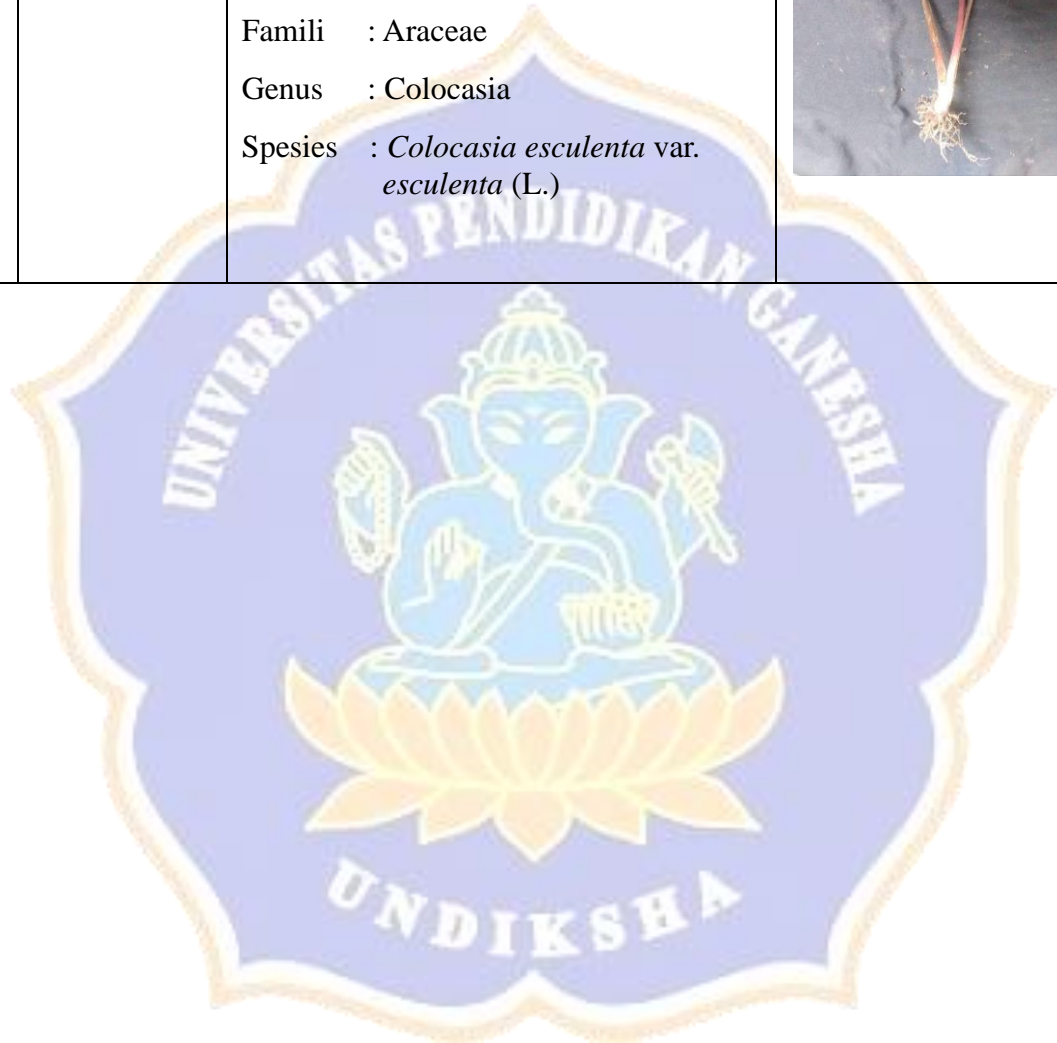 Famili : Araceae
Genus : Colocasia
Spesies : Colocasia esculenta var.
esculenta (L.)
UNIVERSITAS PENDIDIKAN GANESHA
UNDIKSHA